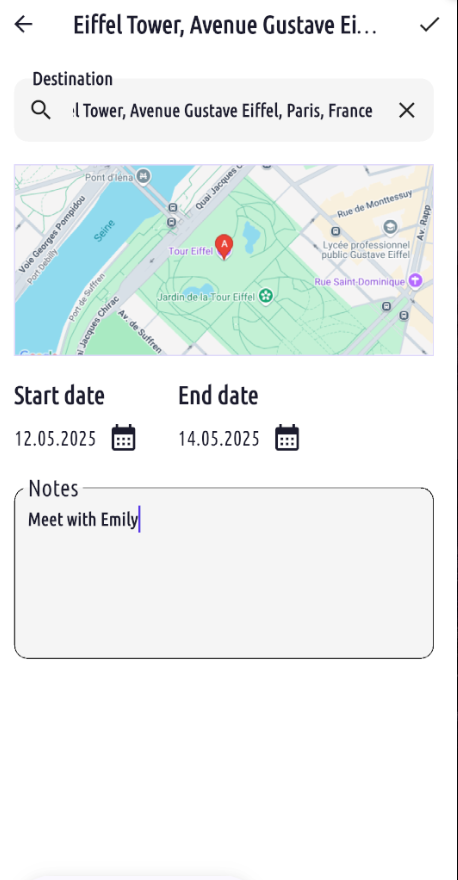 Eiffel Tower, Avenue Gustave Ei...
Destination
l Tower, Avenue Gustave Eiffel, Paris, France
Pont d'Iéna
Quai Jacques C
Rue de Monttessuy
Av. Rapp
Voie Georges Pompidou
Port Debilly
Seine
Tour Eiffel
A
Lycée professionnel
public Gustave Eiffel
Rue Saint-Dominique
Port de Suffren
Jardin de la Tour Eiffel
ai Jacques Chirac
Av. de Suffren
Google
Start date
End date
12.05.2025
14.05.2025
Notes
Meet with Emily